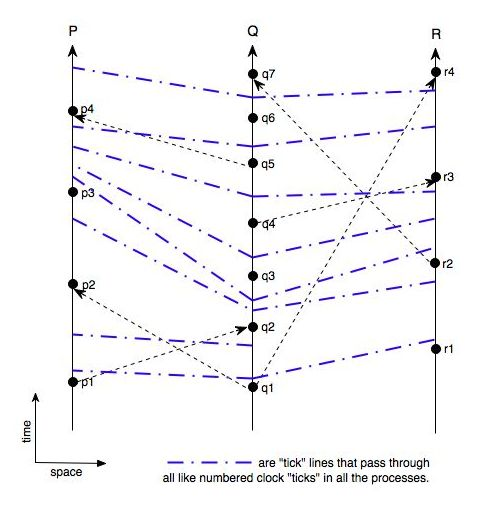 P Q R
q7 r4
p4
q6
q5
r3
p3
q4
r2
q3
p2
q2
r1
p1 q1
time
space
are "tick" lines that pass through
all like numbered clock "ticks" in all the processes.